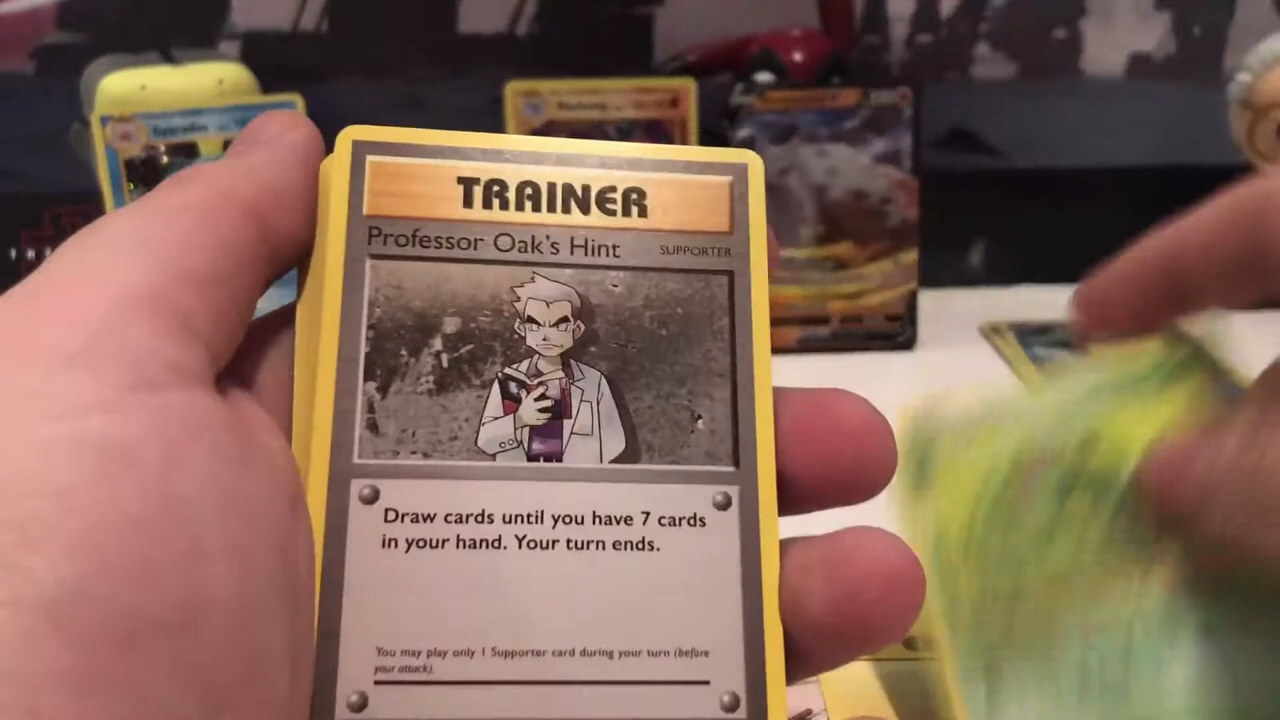 TRAINER
Professor Oak's Hint
SUPPORTER
Draw cards until you have 7 cards
in your hand. Your turn ends.
You may play only 1 Supporter card during your turn (before
your attack).